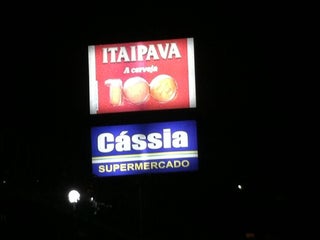 ITAIPAVA
A cerveja
100
Cássia
SUPERMERCADO